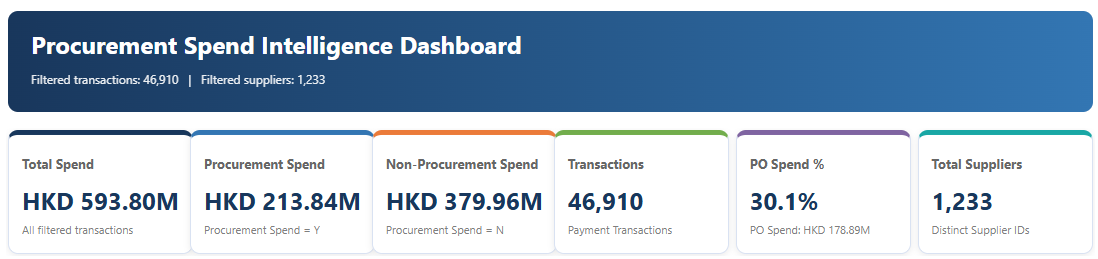 Procurement Spend Intelligence Dashboard
Filtered transactions: 46,910 | Filtered suppliers: 1,233
Total Spend
HKD 593.80M
All filtered transactions
Procurement Spend
HKD 213.84M
Procurement Spend = Y
Non-Procurement Spend
HKD 379.96M
Procurement Spend = N
Transactions
46,910
Payment Transactions
PO Spend %
30.1%
PO Spend: HKD 178.89M
Total Suppliers
1,233
Distinct Supplier IDs